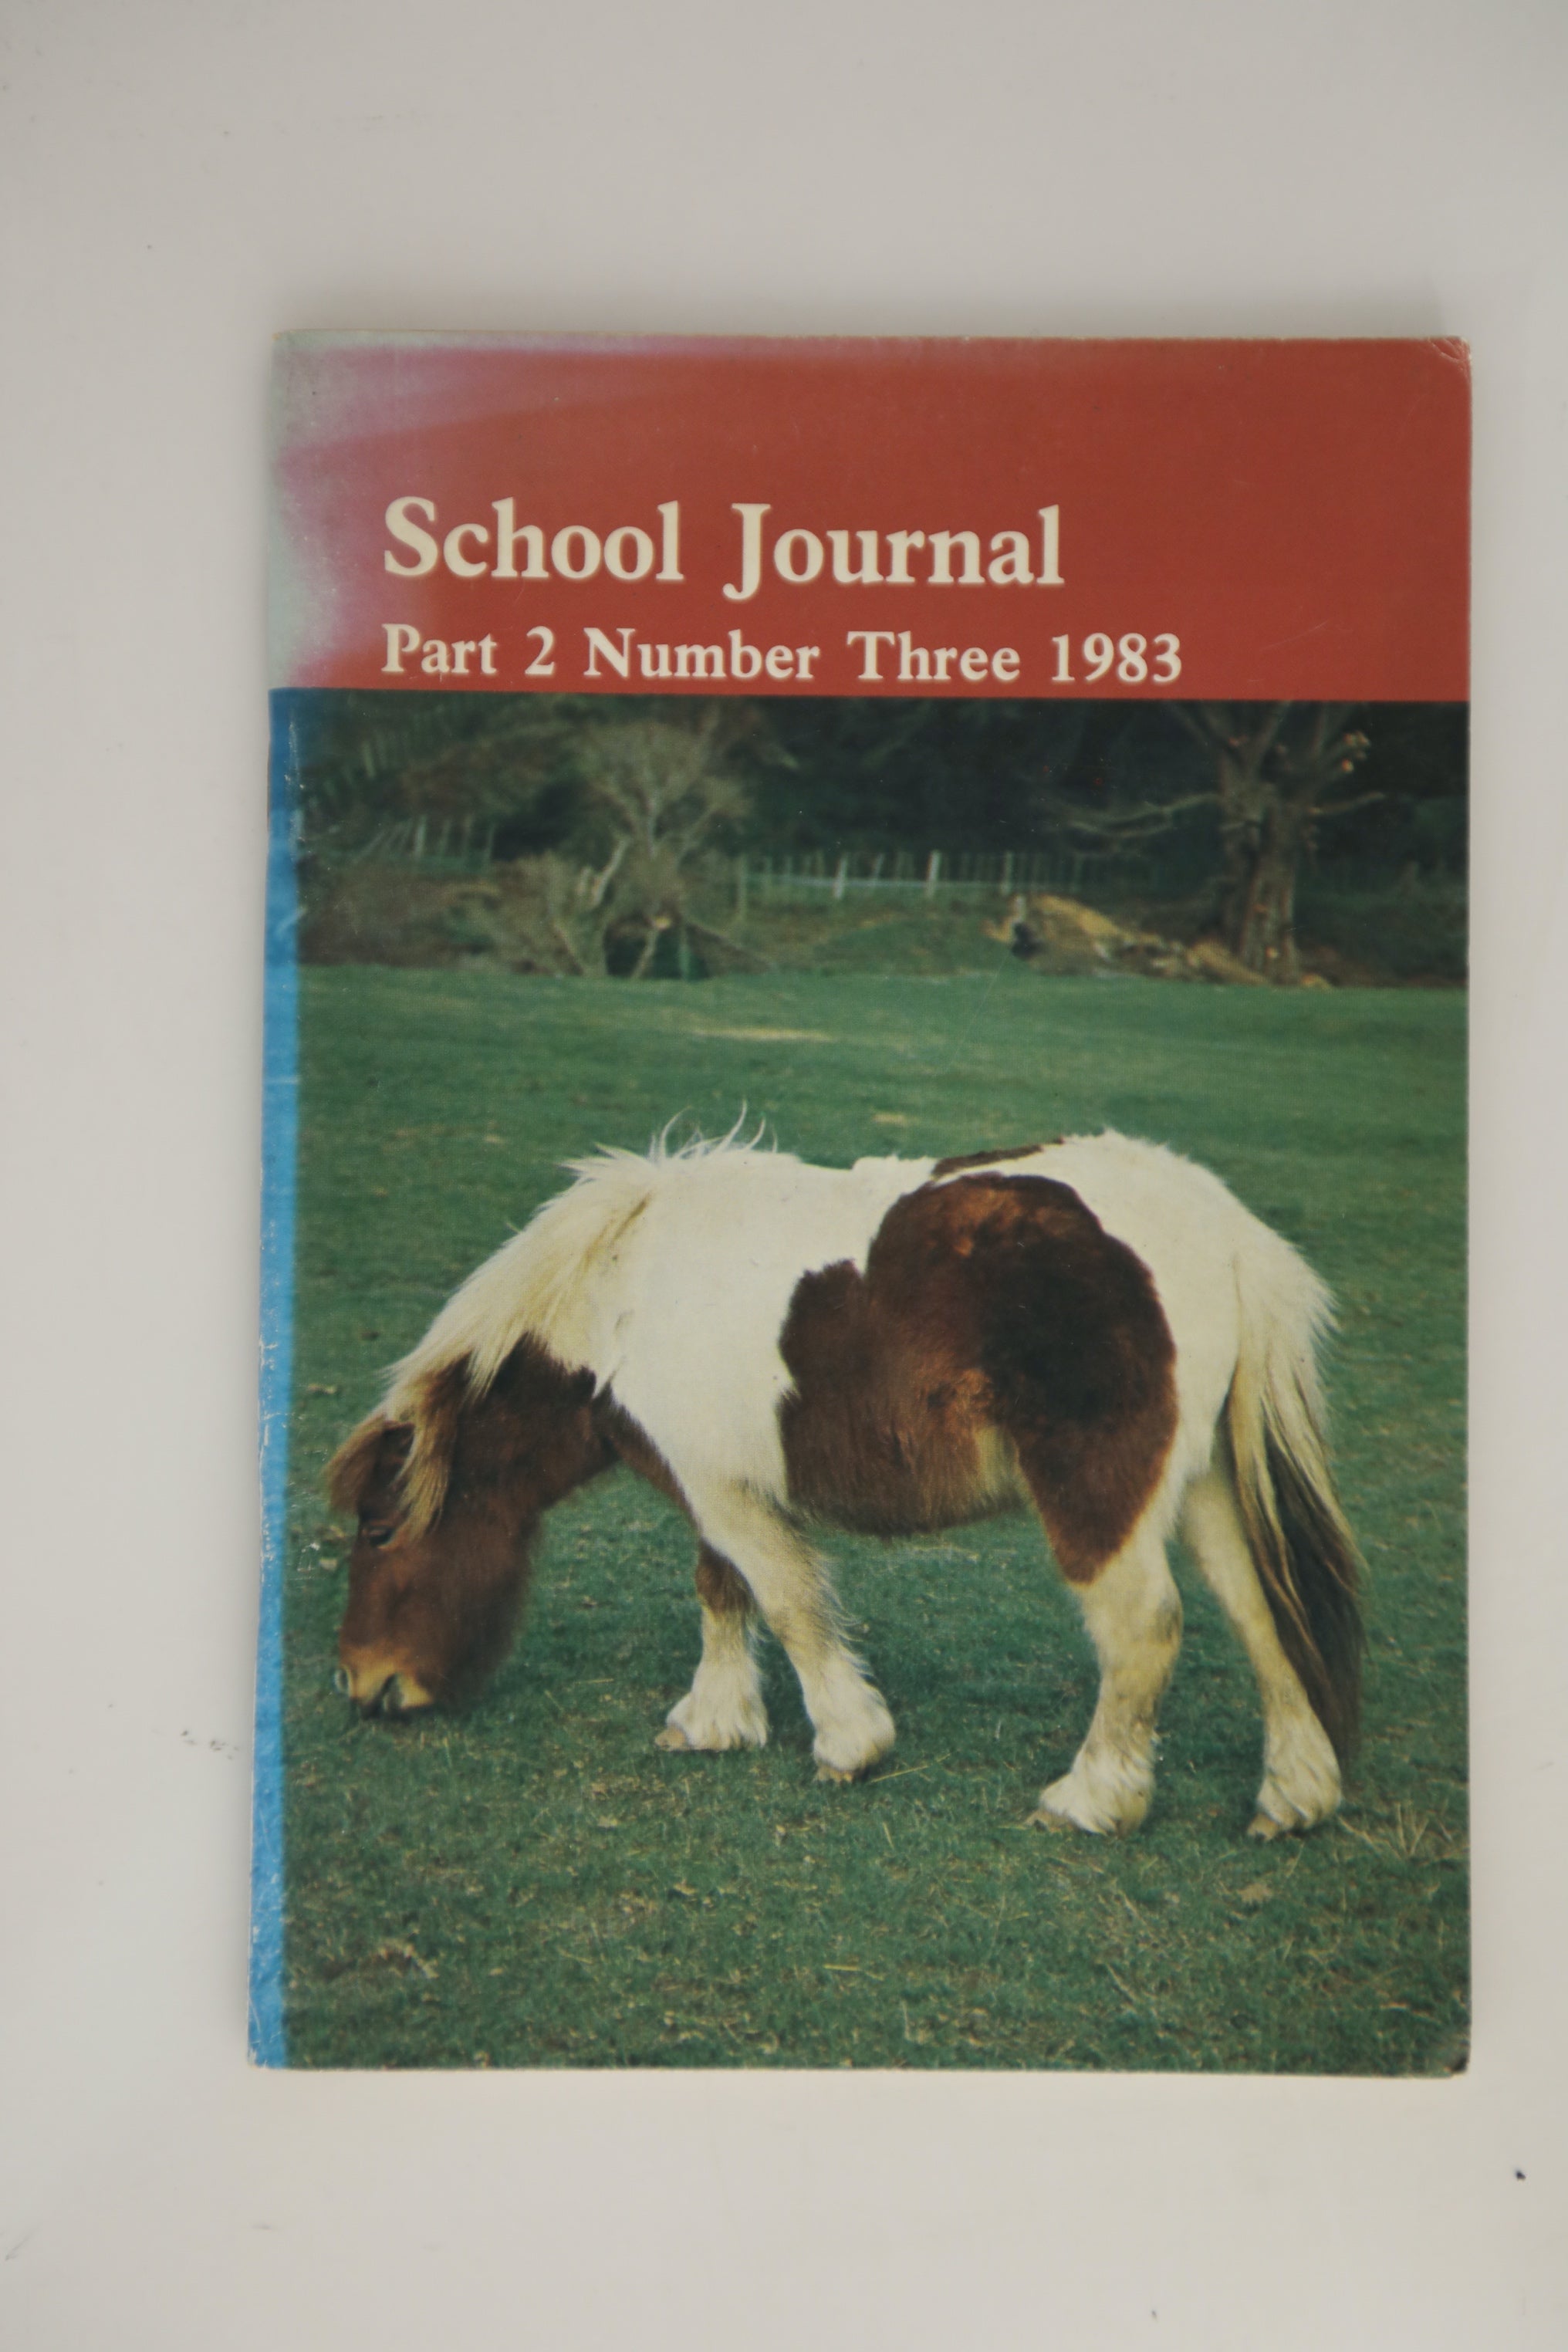 School Journal
Part 2 Number Three 1983